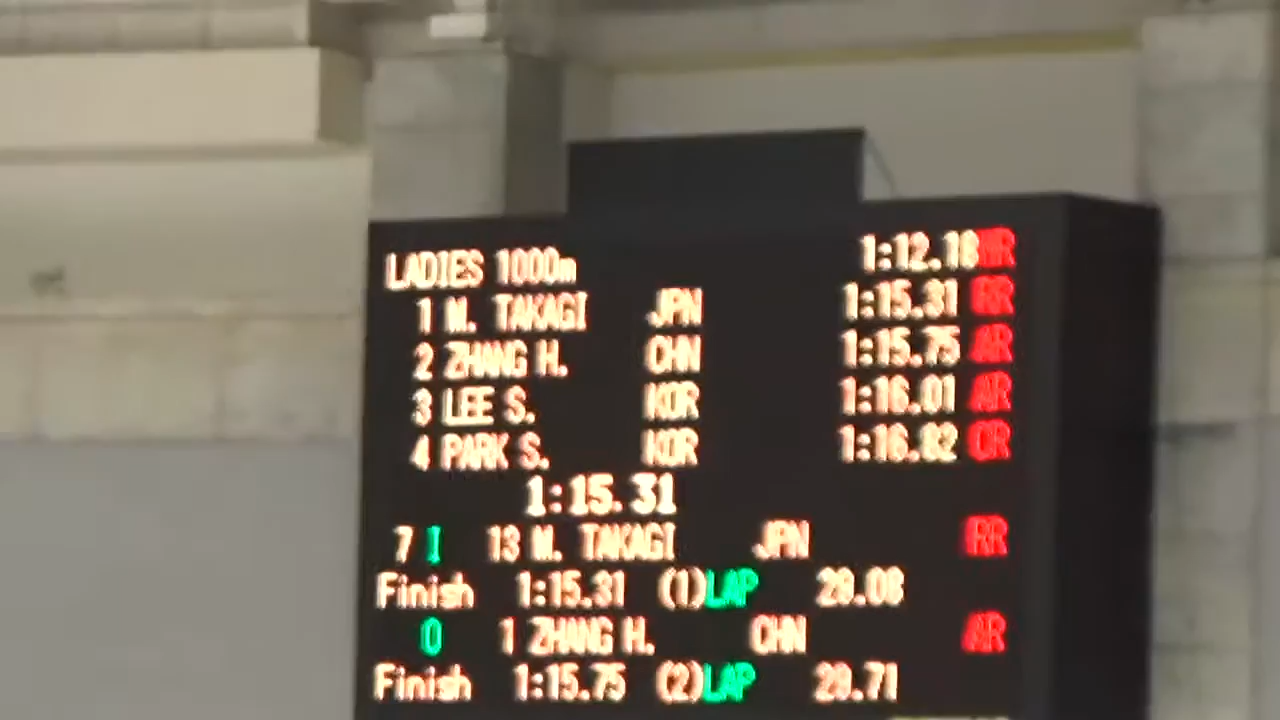 LADIES 1000m 1:12.18 WR
1 M. TAKAGI JPN 1:15.31 RR
2 ZHANG H. CHN 1:15.75 AR
3 LEE S. KOR 1:16.01 AR
4 PARK S. KOR 1:16.82 CR
1:15.31
7 I 13 M. TAKAGI JPN RR
Finish 1:15.31 (1) LAP 29.08
O 1 ZHANG H. CHN AR
Finish 1:15.75 (2) LAP 29.71